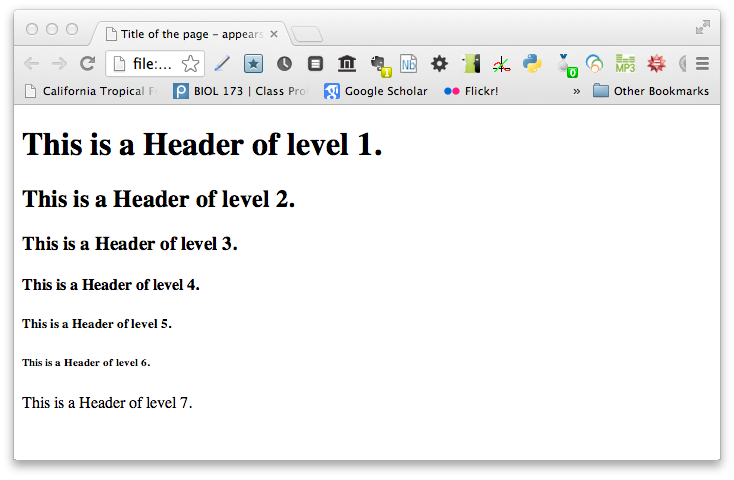 Title of the page – appears
file:...
1
Nb
0
MP3
California Tropical F
P BIOL 173 | Class Pro
g Google Scholar
Flickr!
»
Other Bookmarks
This is a Header of level 1.
This is a Header of level 2.
This is a Header of level 3.
This is a Header of level 4.
This is a Header of level 5.
This is a Header of level 6.
This is a Header of level 7.